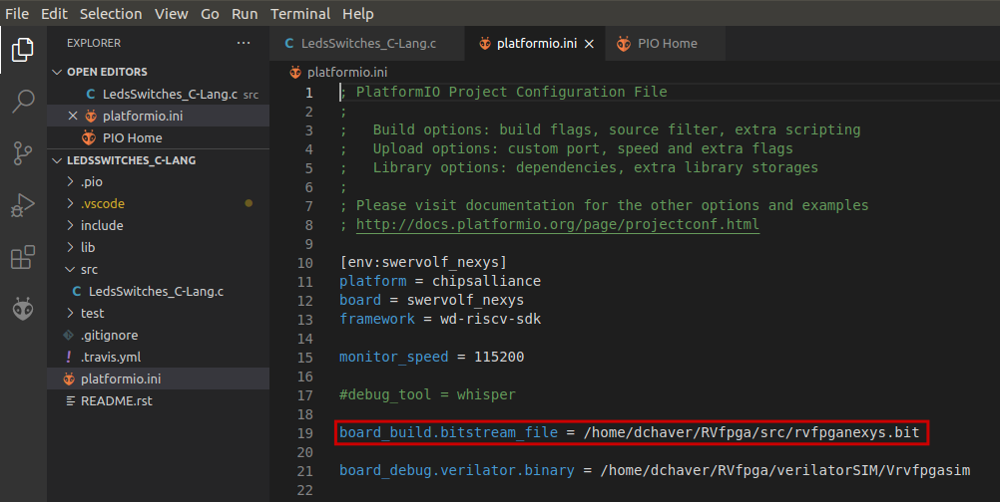 File Edit Selection View Go Run Terminal Help
EXPLORER ...
LedsSwitches_C-Lang.c platformio.ini PIO Home
OPEN EDITORS
LedsSwitches_C-Lang.c src
platformio.ini
PIO Home
LEDSSWITCHES_C-LANG
.pio
.vscode
include
lib
src
LedsSwitches_C-Lang.c
test
.gitignore
.travis.yml
platformio.ini
README.rst
platformio.ini
1 ; PlatformIO Project Configuration File
2 ;
3 ;   Build options: build flags, source filter, extra scripting
4 ;   Upload options: custom port, speed and extra flags
5 ;   Library options: dependencies, extra library storages
6 ;
7 ; Please visit documentation for the other options and examples
8 ; http://docs.platformio.org/page/projectconf.html
9
10 [env:swervolf_nexys]
11 platform = chipsalliance
12 board = swervolf_nexys
13 framework = wd-riscv-sdk
14
15 monitor_speed = 115200
16
17 #debug_tool = whisper
18
19 board_build.bitstream_file = /home/dchaver/RVfpga/src/rvfpganexys.bit
20
21 board_debug.verilator.binary = /home/dchaver/RVfpga/verilatorSIM/Vrvfpgasim
22